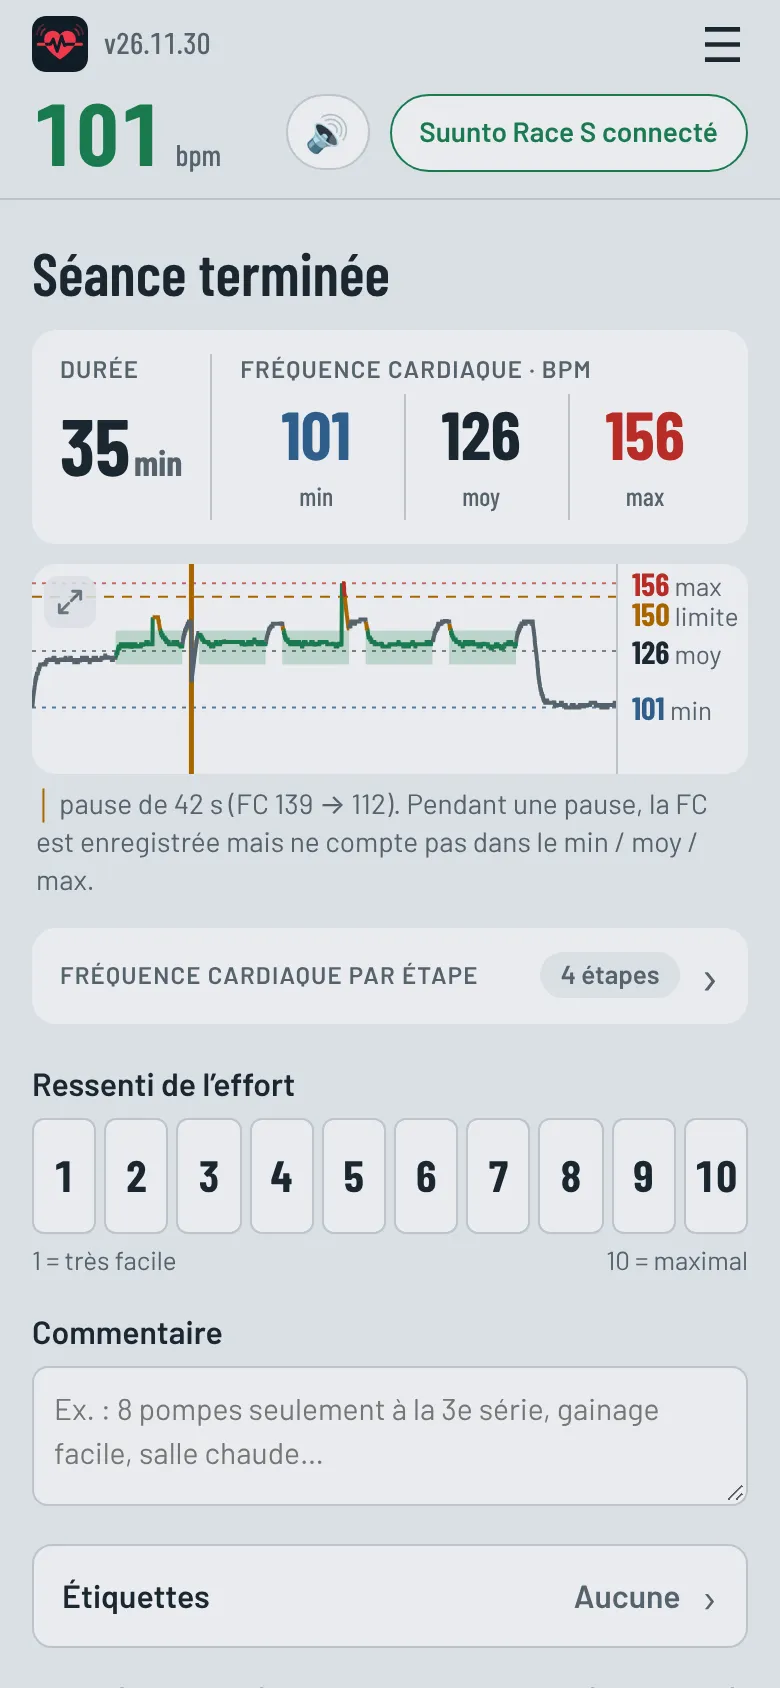 v26.11.30
101 bpm
Suunto Race S connecté
Séance terminée
DURÉE
35 min
FRÉQUENCE CARDIAQUE · BPM
101
min
126
moy
156
max
156 max
150 limite
126 moy
101 min
pause de 42 s (FC 139 → 112). Pendant une pause, la FC
est enregistrée mais ne compte pas dans le min / moy /
max.
FRÉQUENCE CARDIAQUE PAR ÉTAPE
4 étapes ›
Ressenti de l’effort
1 2 3 4 5 6 7 8 9 10
1 = très facile
10 = maximal
Commentaire
Ex. : 8 pompes seulement à la 3e série, gainage
facile, salle chaude…
Étiquettes
Aucune ›